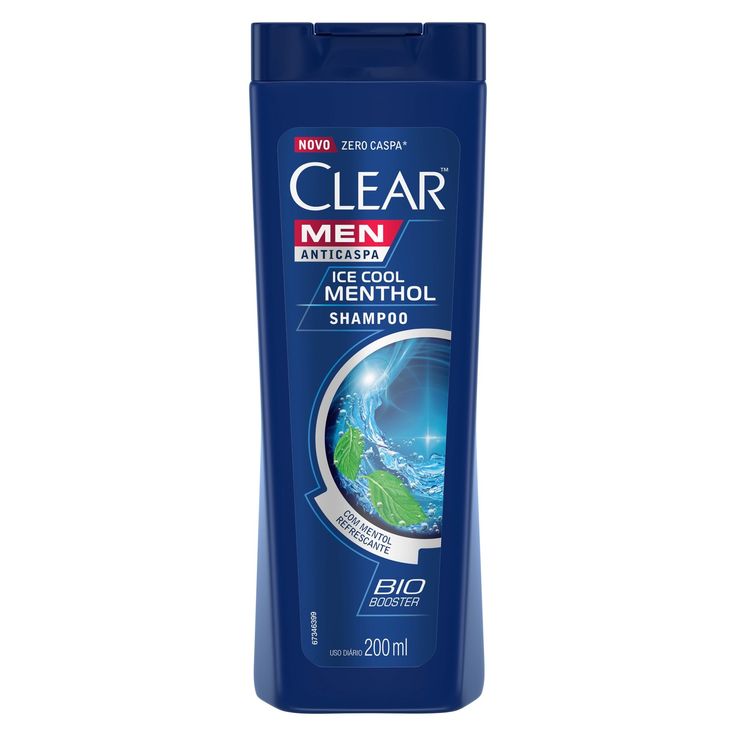 NOVO ZERO CASPA*
CLEAR™
MEN
ANTICASPA
ICE COOL
MENTHOL
SHAMPOO
COM MENTOL
REFRESCANTE
BIO
BOOSTER
67346399
USO DIÁRIO 200 ml